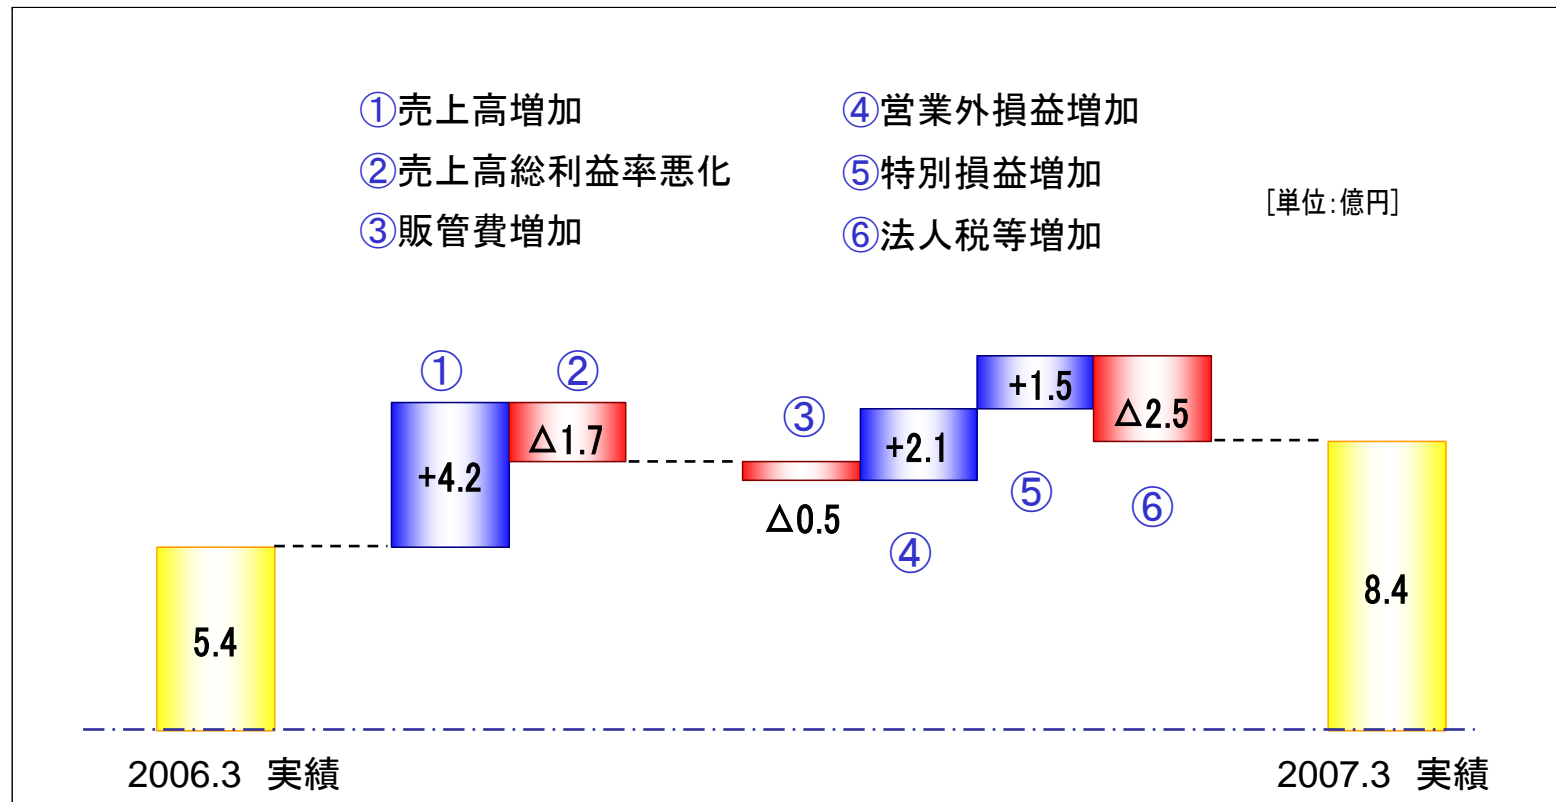 ①売上高増加
②売上高総利益率悪化
③販管費増加
④営業外損益増加
⑤特別損益増加
⑥法人税等増加
[単位:億円]
①
②
③
④
⑤
⑥
5.4
+4.2
△1.7
△0.5
+2.1
+1.5
△2.5
8.4
2006.3 実績
2007.3 実績